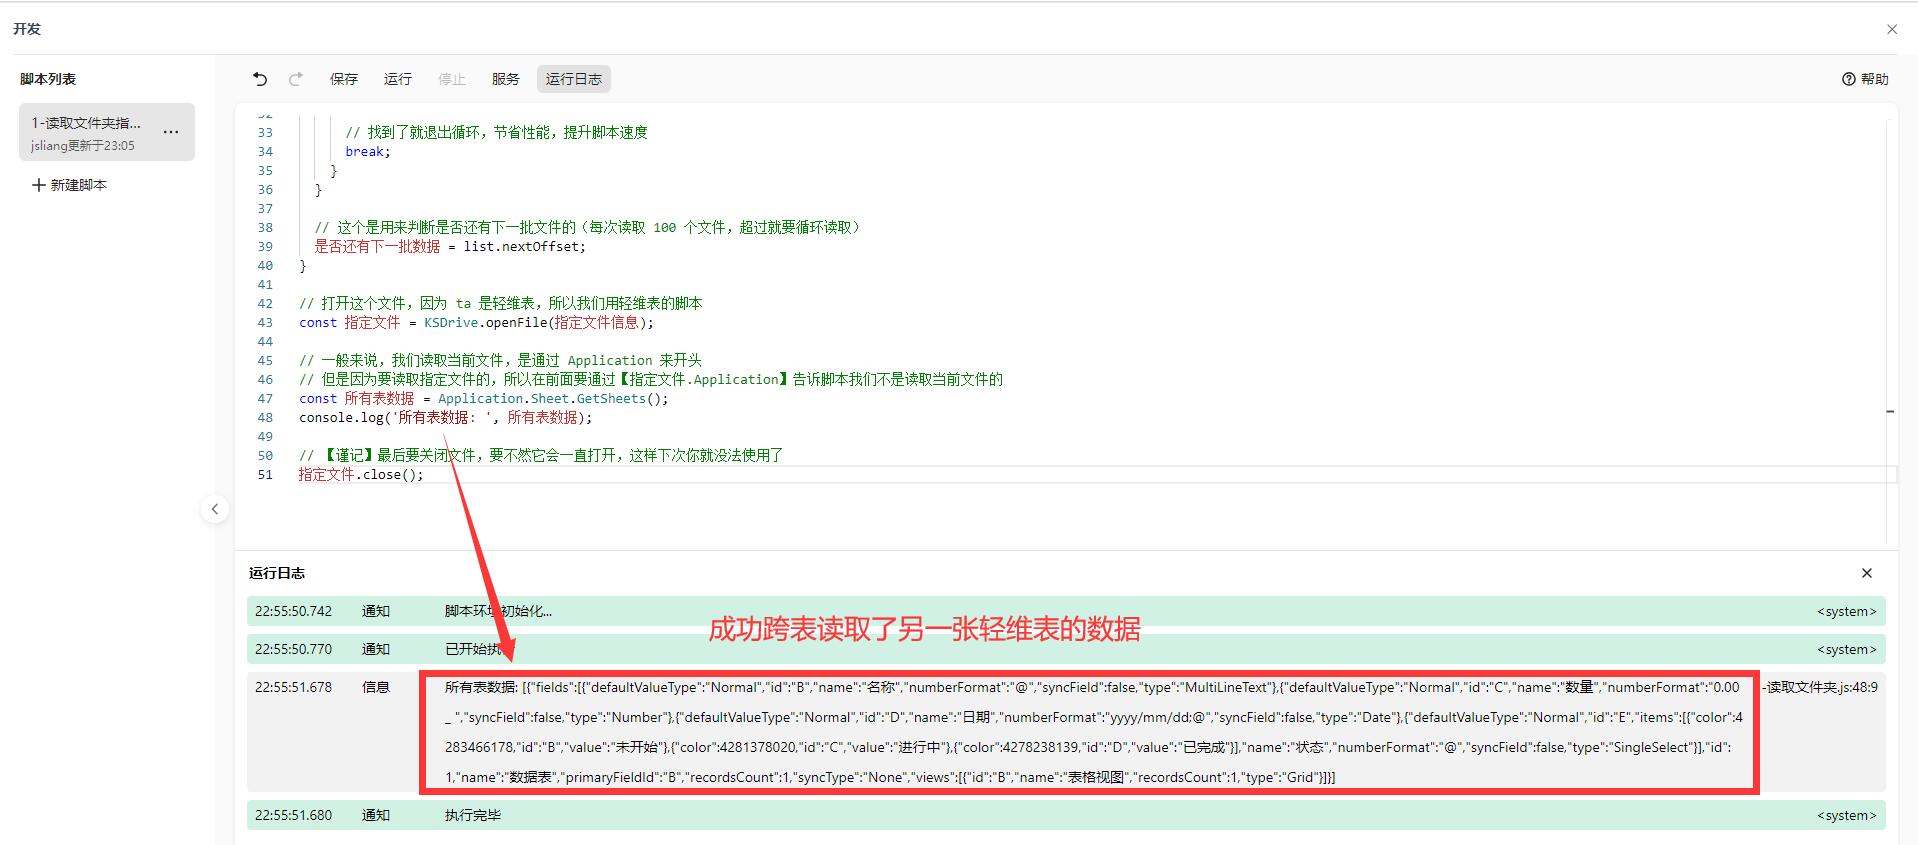 开发
脚本列表
保存 运行 停止 服务 运行日志
帮助
1-读取文件夹指...
jsliang更新于23:05
新建脚本
32
33 // 找到了就退出循环，节省性能，提升脚本速度
34 break;
35 }
36 }
37
38 // 这个是用来判断是否还有下一批文件的（每次读取 100 个文件，超过就要循环读取）
39 是否还有下一批数据 = list.nextOffset;
40 }
41
42 // 打开这个文件，因为 ta 是轻维表，所以我们用轻维表的脚本
43 const 指定文件 = KSDrive.openFile(指定文件信息);
44
45 // 一般来说，我们读取当前文件，是通过 Application 来开头
46 // 但是因为要读取指定文件的，所以在前面要通过【指定文件.Application】告诉脚本我们不是读取当前文件的
47 const 所有表数据 = Application.Sheet.GetSheets();
48 console.log('所有表数据: ', 所有表数据);
49
50 // 【谨记】最后要关闭文件，要不然它会一直打开，这样下次你就没法使用了
51 指定文件.close();
运行日志
22:55:50.742 通知 脚本环境初始化... <system>
成功跨表读取了另一张轻维表的数据
22:55:50.770 通知 已开始执 <system>
22:55:51.678 信息 所有表数据: [{"fields":[{"defaultValueType":"Normal","id":"B","name":"名称","numberFormat":"@","syncField":false,"type":"MultiLineText"},{"defaultValueType":"Normal","id":"C","name":"数量","numberFormat":"0.00 -读取文件夹.js:48:9
_ ","syncField":false,"type":"Number"},{"defaultValueType":"Normal","id":"D","name":"日期","numberFormat":"yyyy/mm/dd;@","syncField":false,"type":"Date"},{"defaultValueType":"Normal","id":"E","items":[{"color":4
283466178,"id":"B","value":"未开始"},{"color":4281378020,"id":"C","value":"进行中"},{"color":4278238139,"id":"D","value":"已完成"}],"name":"状态","numberFormat":"@","syncField":false,"type":"SingleSelect"}],"id":
1,"name":"数据表","primaryFieldId":"B","recordsCount":1,"syncType":"None","views":[{"id":"B","name":"表格视图","recordsCount":1,"type":"Grid"}]}]
22:55:51.680 通知 执行完毕 <system>